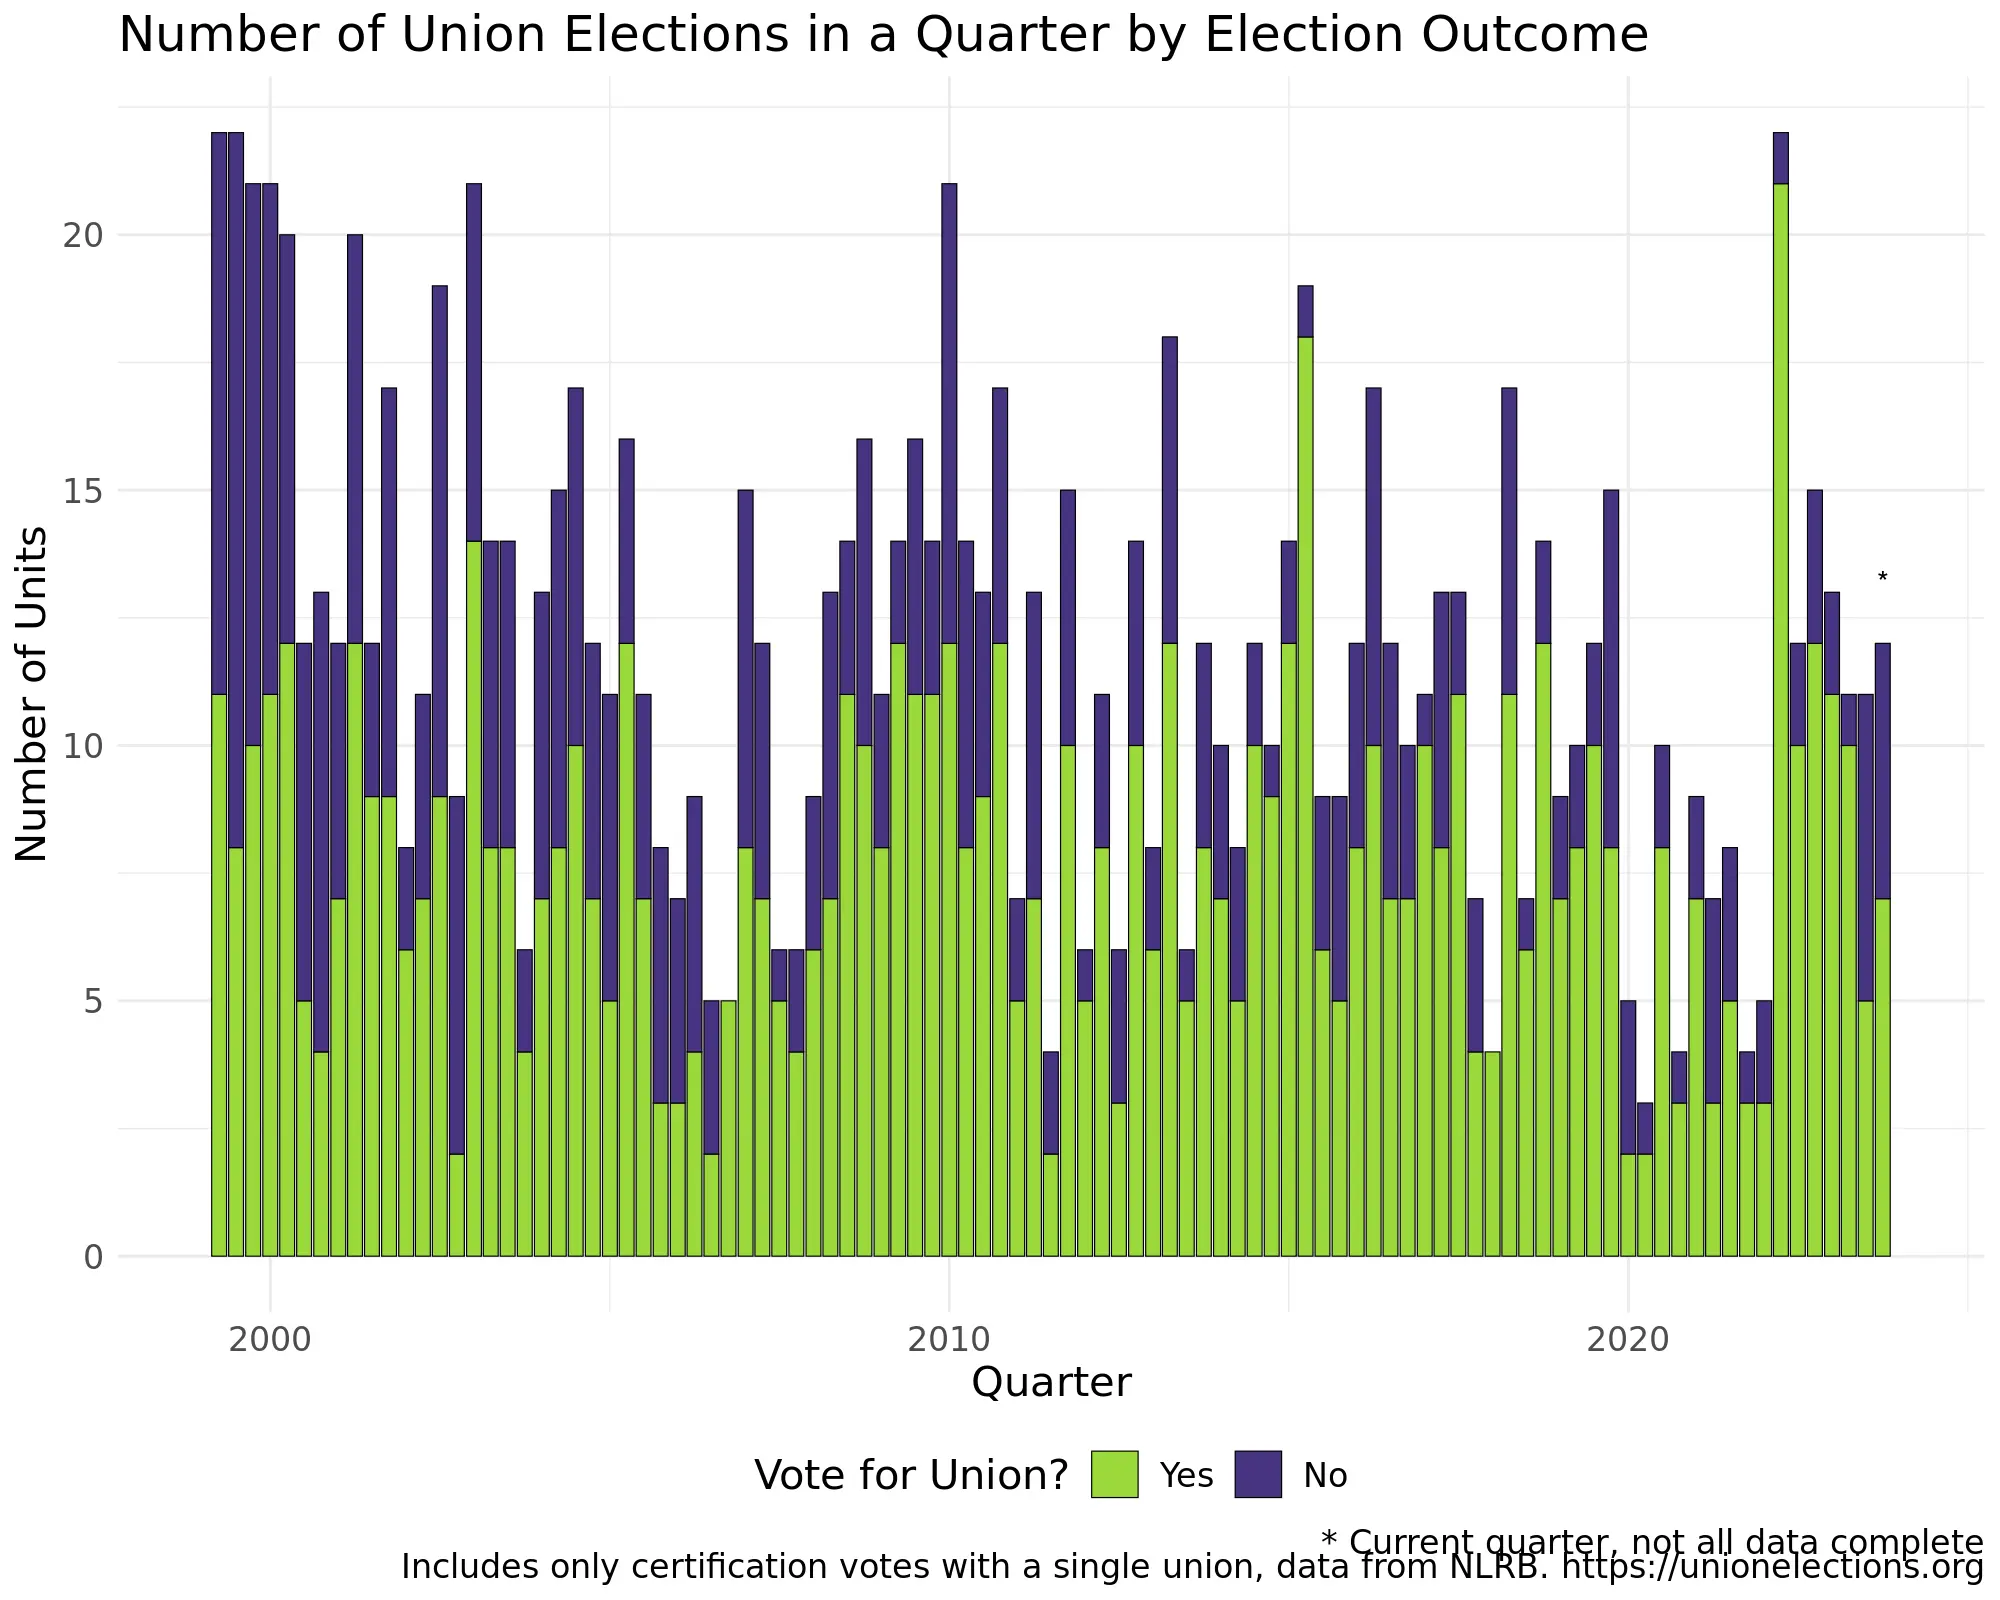 Number of Union Elections in a Quarter by Election Outcome
20
15
10
5
0
Number of Units
*
2000 2010 2020
Quarter
Vote for Union? Yes No
* Current quarter, not all data complete
Includes only certification votes with a single union, data from NLRB. https://unionelections.org